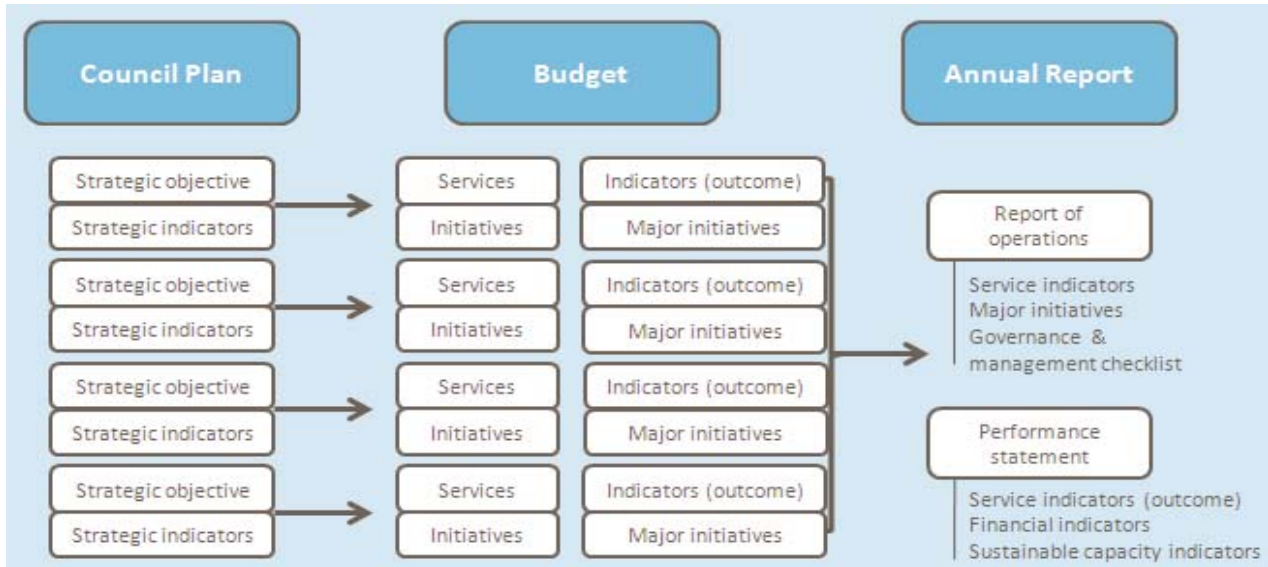 Council Plan
Budget
Annual Report
Strategic objective
Strategic indicators
Services
Initiatives
Indicators (outcome)
Major initiatives
Strategic objective
Strategic indicators
Services
Initiatives
Indicators (outcome)
Major initiatives
Strategic objective
Strategic indicators
Services
Initiatives
Indicators (outcome)
Major initiatives
Strategic objective
Strategic indicators
Services
Initiatives
Indicators (outcome)
Major initiatives
Report of
operations
Service indicators
Major initiatives
Governance &
management checklist
Performance
statement
Service indicators (outcome)
Financial indicators
Sustainable capacity indicators